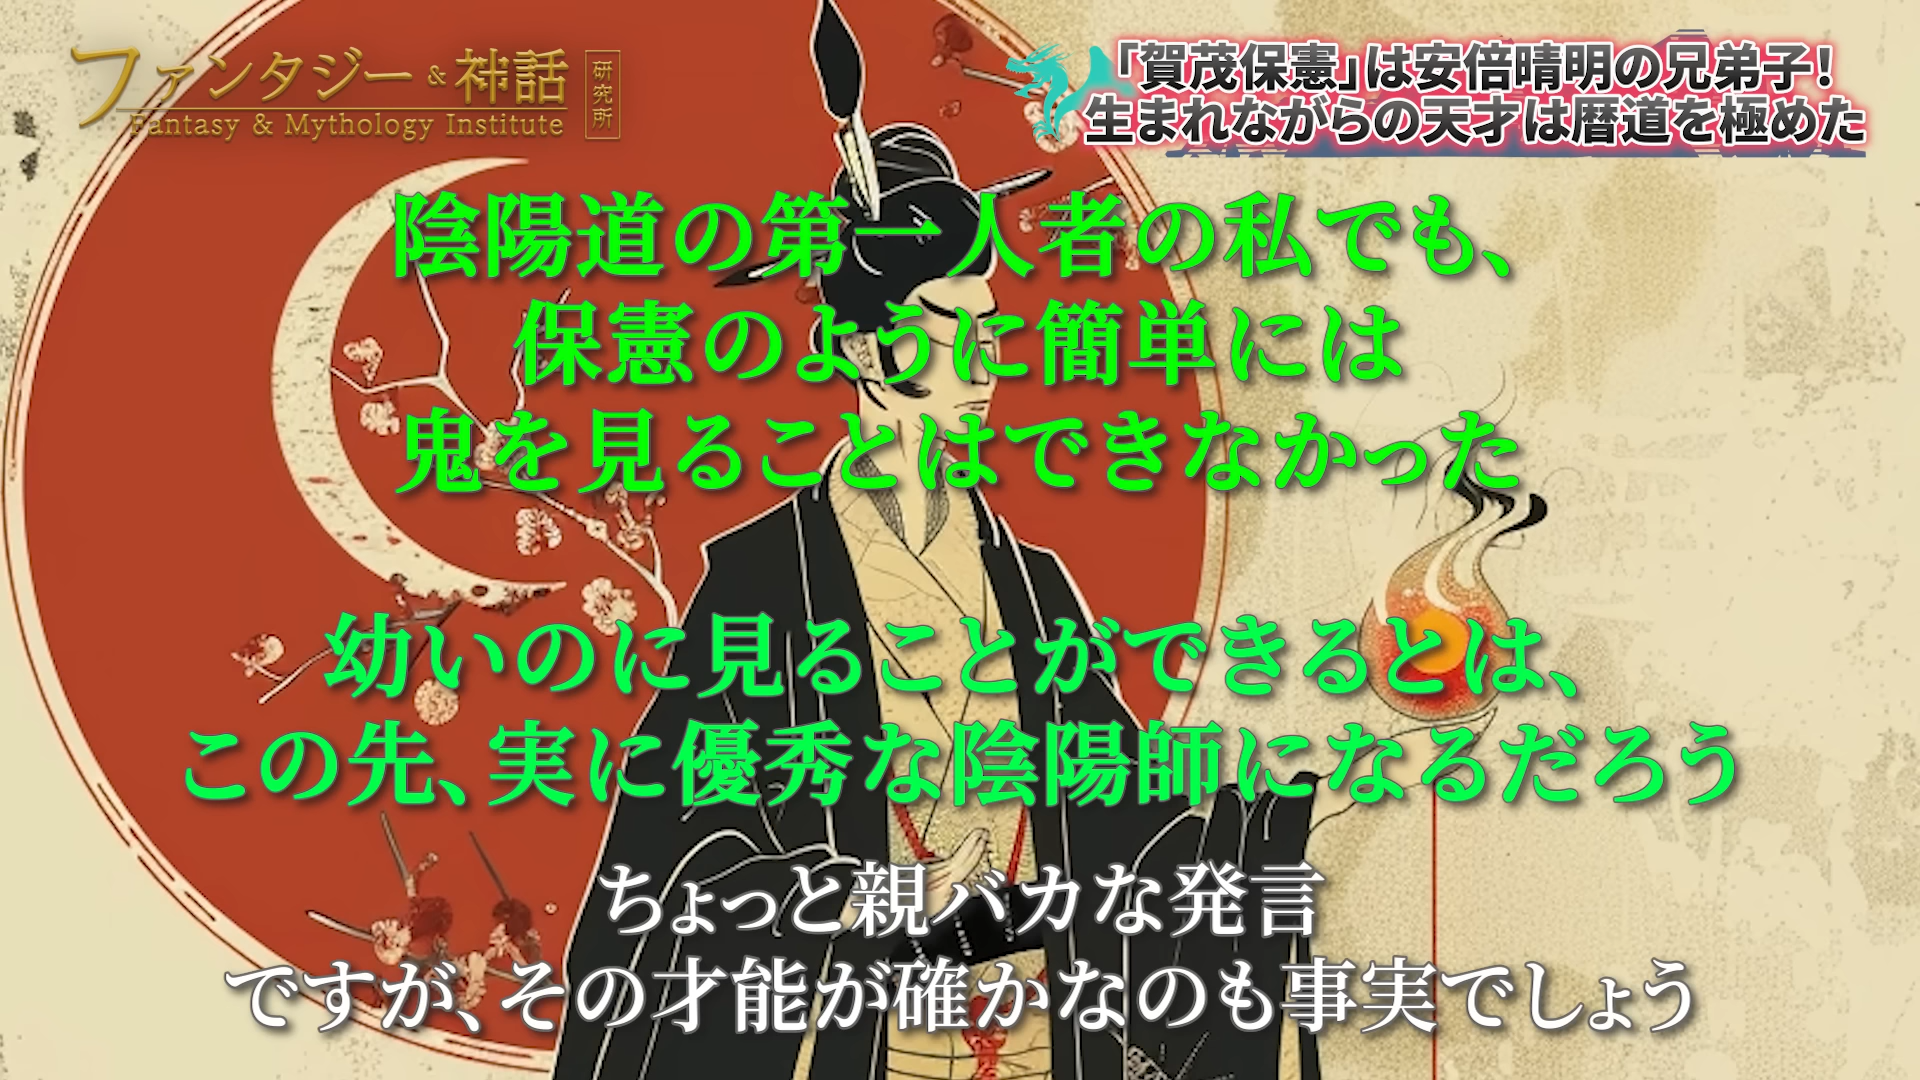 ファンタジー&神話
研究所
Fantasy & Mythology Institute
「賀茂保憲」は安倍晴明の兄弟子！
生まれながらの天才は暦道を極めた
陰陽道の第一人者の私でも、
保憲のように簡単には
鬼を見ることはできなかった
幼いのに見ることができるとは、
この先、実に優秀な陰陽師になるだろう
ちょっと親バカな発言
ですが、その才能が確かなのも事実でしょう